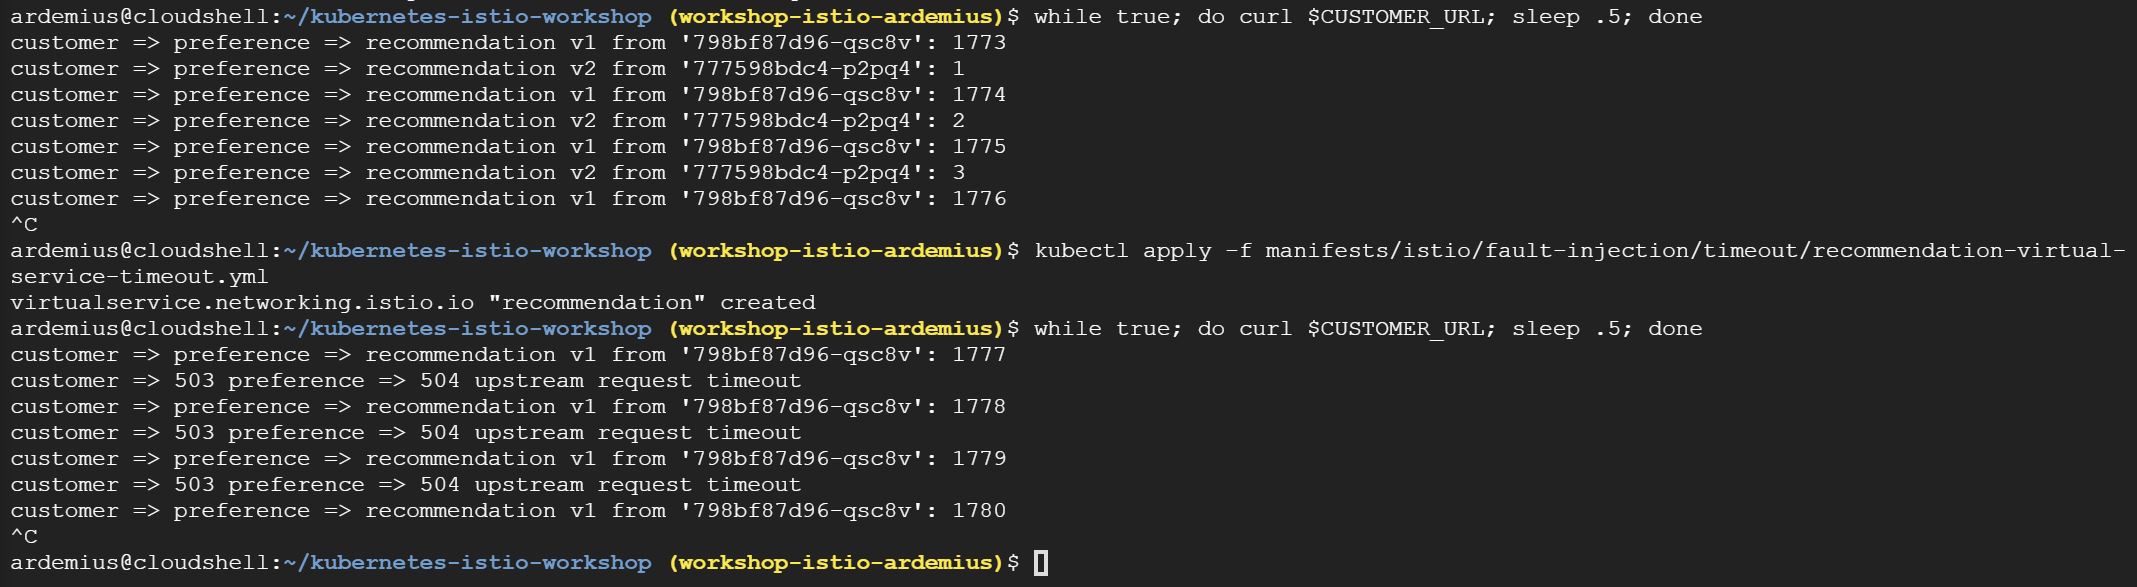 ardemius@cloudshell:~/kubernetes-istio-workshop (workshop-istio-ardemius)$ while true; do curl $CUSTOMER_URL; sleep .5; done
customer => preference => recommendation v1 from '798bf87d96-qsc8v': 1773
customer => preference => recommendation v2 from '777598bdc4-p2pq4': 1
customer => preference => recommendation v1 from '798bf87d96-qsc8v': 1774
customer => preference => recommendation v2 from '777598bdc4-p2pq4': 2
customer => preference => recommendation v1 from '798bf87d96-qsc8v': 1775
customer => preference => recommendation v2 from '777598bdc4-p2pq4': 3
customer => preference => recommendation v1 from '798bf87d96-qsc8v': 1776
^C
ardemius@cloudshell:~/kubernetes-istio-workshop (workshop-istio-ardemius)$ kubectl apply -f manifests/istio/fault-injection/timeout/recommendation-virtual-
service-timeout.yml
virtualservice.networking.istio.io "recommendation" created
ardemius@cloudshell:~/kubernetes-istio-workshop (workshop-istio-ardemius)$ while true; do curl $CUSTOMER_URL; sleep .5; done
customer => preference => recommendation v1 from '798bf87d96-qsc8v': 1777
customer => 503 preference => 504 upstream request timeout
customer => preference => recommendation v1 from '798bf87d96-qsc8v': 1778
customer => 503 preference => 504 upstream request timeout
customer => preference => recommendation v1 from '798bf87d96-qsc8v': 1779
customer => 503 preference => 504 upstream request timeout
customer => preference => recommendation v1 from '798bf87d96-qsc8v': 1780
^C
ardemius@cloudshell:~/kubernetes-istio-workshop (workshop-istio-ardemius)$